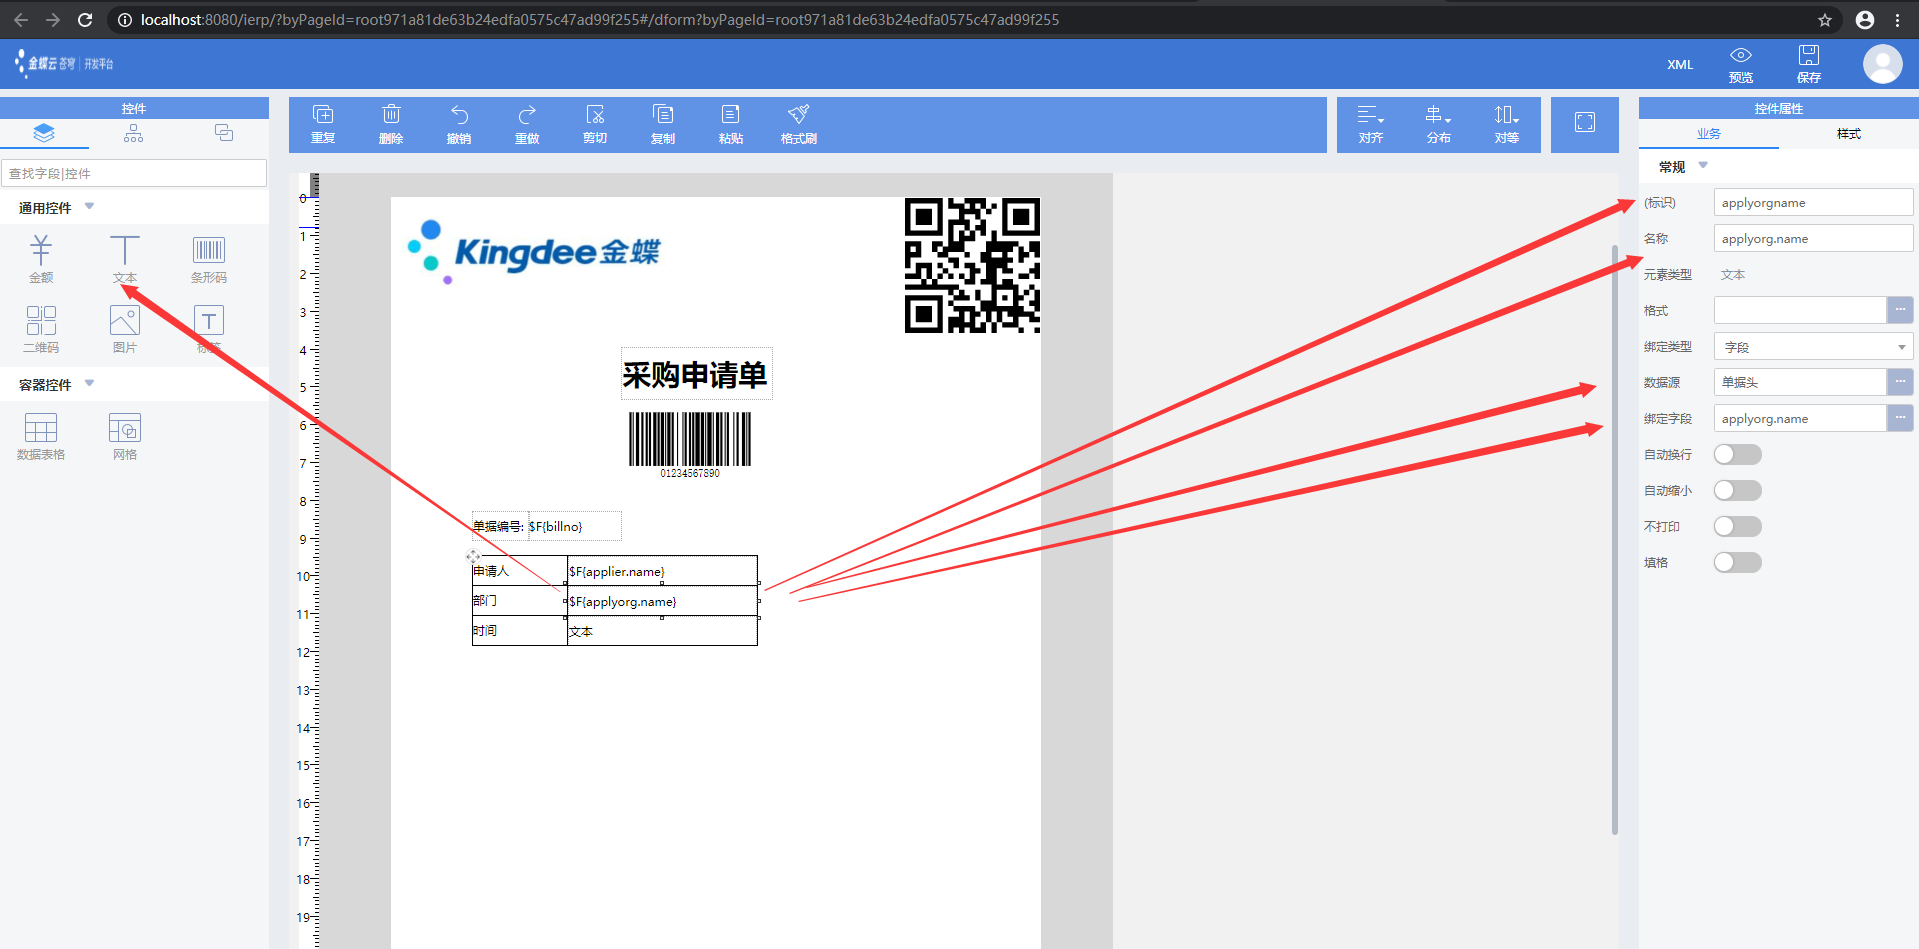 localhost:8080/ierp/?byPageId=root971a81de63b24edfa0575c47ad99f255#/dform?byPageId=root971a81de63b24edfa0575c47ad99f255
金蝶云 苍穹 | 开发平台
XML
预览
保存
控件
重复
删除
撤销
重做
剪切
复制
粘贴
格式刷
对齐
分布
对等
控件属性
业务
样式
查找字段|控件
通用控件
金额
文本
条形码
二维码
图片
标签
容器控件
数据表格
网格
0
1
2
3
4
5
6
7
8
9
10
11
12
13
14
15
16
17
18
19
Kingdee金蝶
采购申请单
01234567890
单据编号: $F{billno}
申请人 $F{applier.name}
部门 $F{applyorg.name}
时间 文本
常规
(标识) applyorgname
名称 applyorg.name
元素类型 文本
格式 ...
绑定类型 字段
数据源 单据头 ...
绑定字段 applyorg.name ...
自动换行
自动缩小
不打印
填格